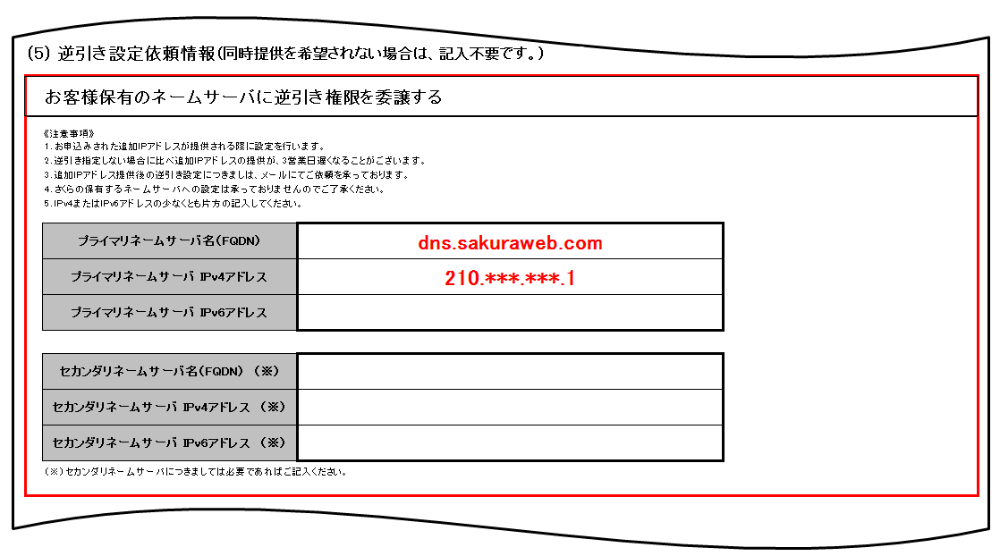 (5) 逆引き設定依頼情報(同時提供を希望されない場合は、記入不要です。)
お客様保有のネームサーバに逆引き権限を委譲する
《注意事項》
1.お申込みされた追加IPアドレスが提供される際に設定を行います。
2.逆引き指定しない場合に比べ追加IPアドレスの提供が、3営業日遅くなることがございます。
3.追加IPアドレス提供後の逆引き設定につきましは、メールにてご依頼を承っております。
4.さくらの保有するネームサーバへの設定は承っておりませんのでご了承ください。
5.IPv4またはIPv6アドレスの少なくとも片方の記入してください。
プライマリネームサーバ名(FQDN) dns.sakuraweb.com
プライマリネームサーバ IPv4アドレス 210.***.***.1
プライマリネームサーバ IPv6アドレス
セカンダリネームサーバ名(FQDN) (※)
セカンダリネームサーバ IPv4アドレス (※)
セカンダリネームサーバ IPv6アドレス (※)
(※)セカンダリネームサーバにつきましては必要であればご記入ください。